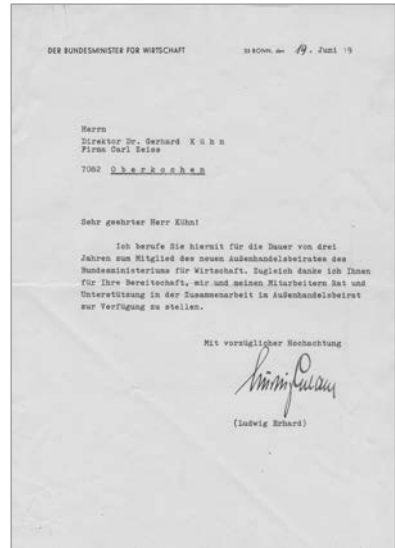 DER BUNDESMINISTER FÜR WIRTSCHAFT
53 BONN, den 19. Juni 19
Herrn
Direktor Dr. Gerhard K ü h n
Firma Carl Zeiss
7082 O b e r k o c h e n
Sehr geehrter Herr Kühn!
Ich berufe Sie hiermit für die Dauer von drei
Jahren zum Mitglied des neuen Außenhandelsbeirates des
Bundesministeriums für Wirtschaft. Zugleich danke ich Ihnen
für Ihre Bereitschaft, mir und meinen Mitarbeitern Rat und
Unterstützung in der Zusammenarbeit im Außenhandelsbeirat
zur Verfügung zu stellen.
Mit vorzüglicher Hochachtung
(Ludwig Erhard)